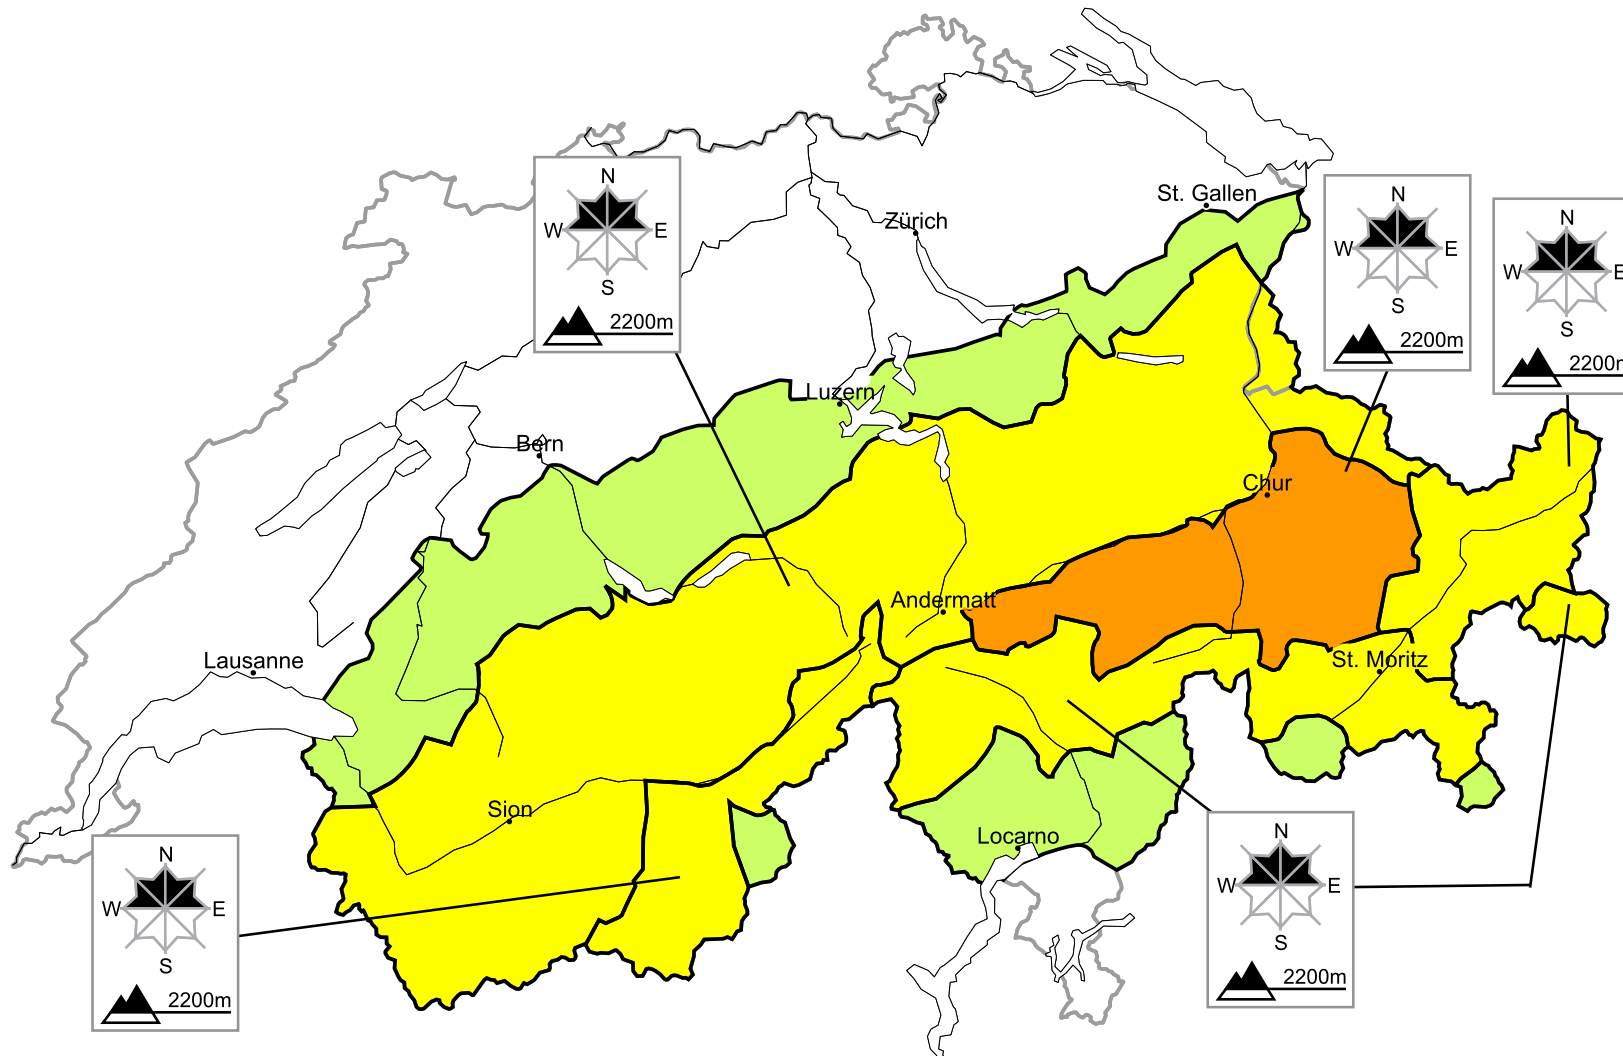 St. Gallen
Zürich
Luzern
Bern
Chur
Andermatt
Lausanne
St. Moritz
Sion
Locarno
N
W E
S
2200m
N
W E
S
2200m
N
W E
S
2200m
N
W E
S
2200m
N
W E
S
2200m